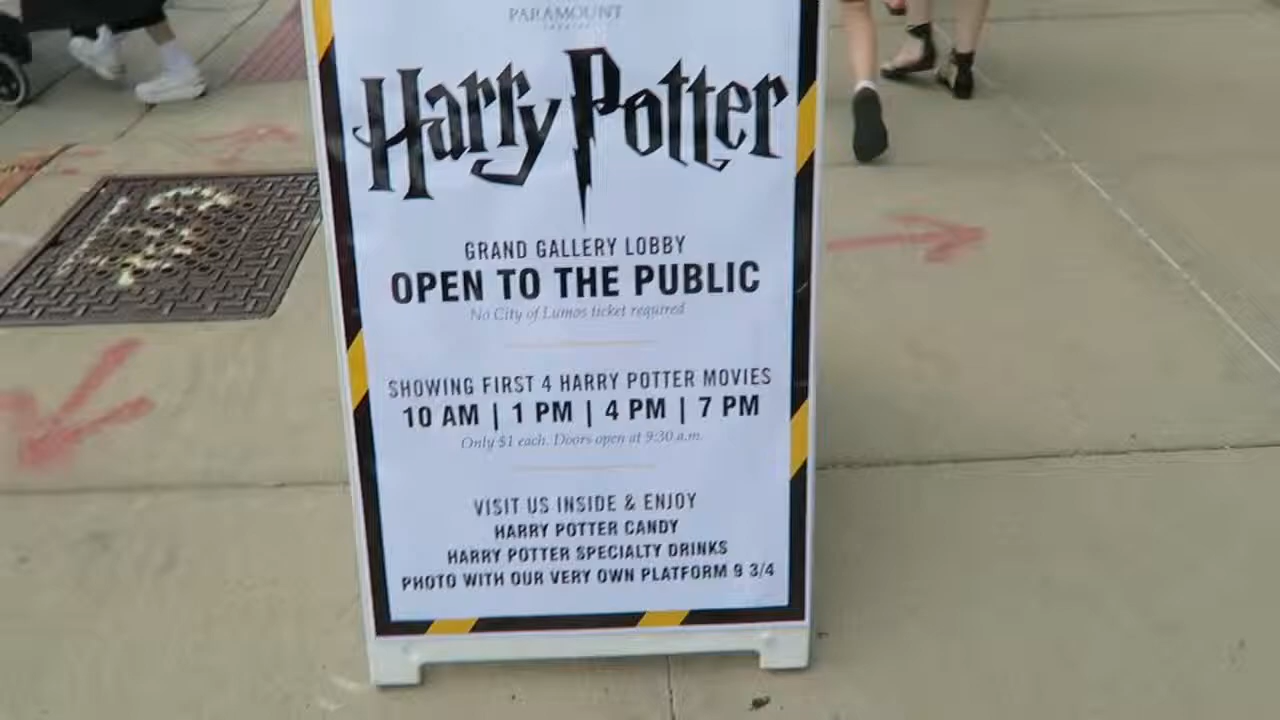 PARAMOUNT
Harry Potter
GRAND GALLERY LOBBY
OPEN TO THE PUBLIC
No City of Lumos ticket required
SHOWING FIRST 4 HARRY POTTER MOVIES
10 AM | 1 PM | 4 PM | 7 PM
Only $1 each. Doors open at 9:30 a.m.
VISIT US INSIDE & ENJOY
HARRY POTTER CANDY
HARRY POTTER SPECIALTY DRINKS
PHOTO WITH OUR VERY OWN PLATFORM 9 3/4